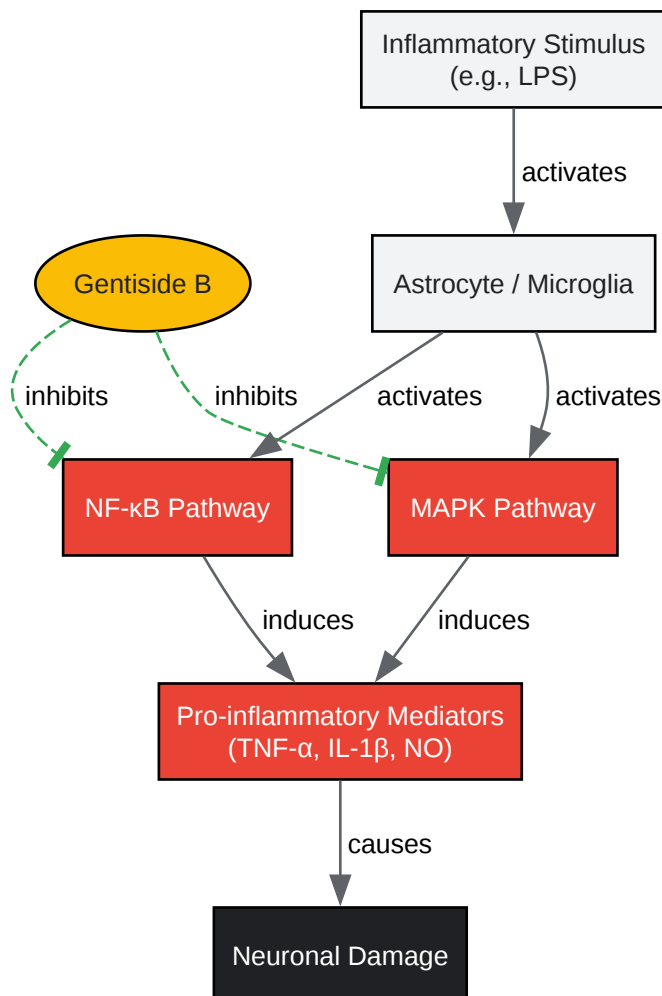 Inflammatory Stimulus
(e.g., LPS)
activates
Gentiside B
Astrocyte / Microglia
inhibits
inhibits
activates
activates
NF-κB Pathway
MAPK Pathway
induces
induces
Pro-inflammatory Mediators
(TNF-α, IL-1β, NO)
causes
Neuronal Damage